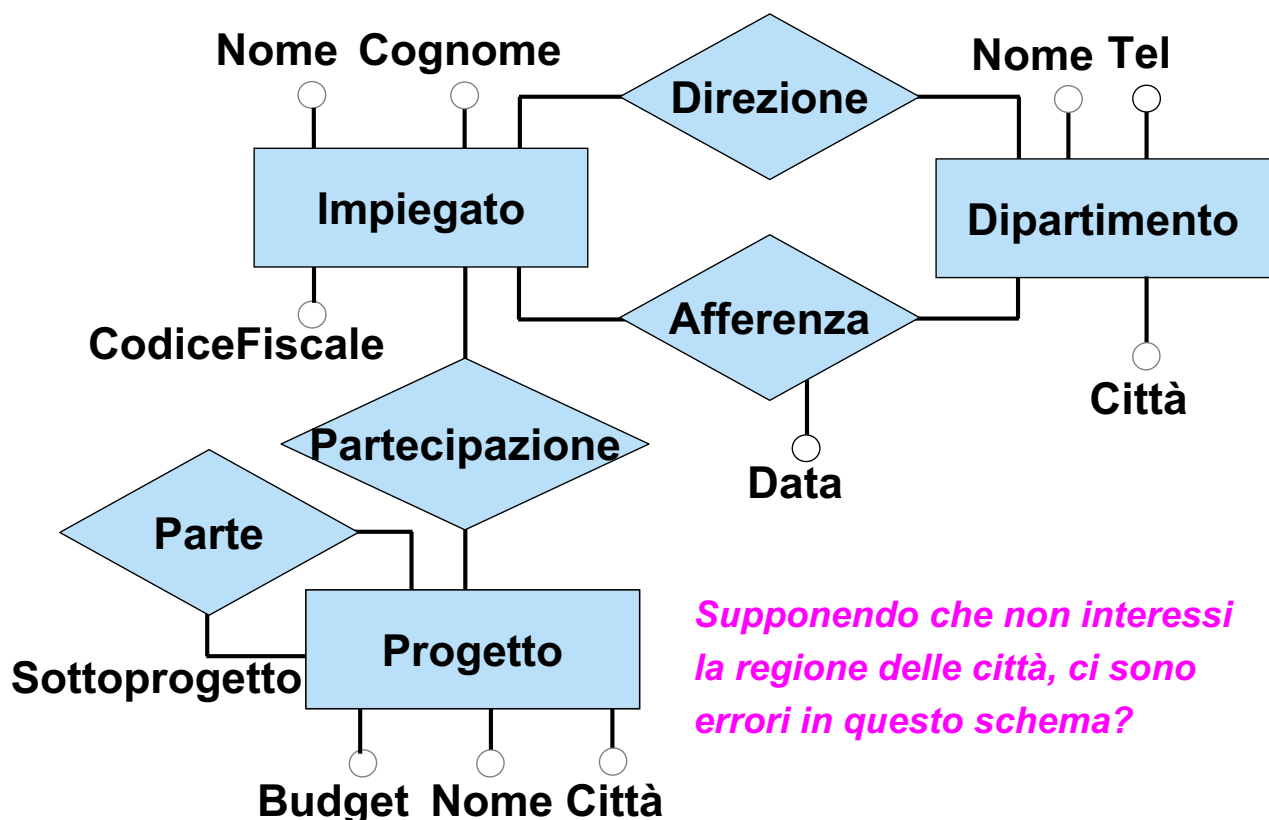 Nome Cognome
Nome Tel
Direzione
Impiegato
Dipartimento
Afferenza
CodiceFiscale
Città
Partecipazione
Data
Parte
Progetto
Sottoprogetto
Supponendo che non interessi
la regione delle città, ci sono
errori in questo schema?
Budget Nome Città